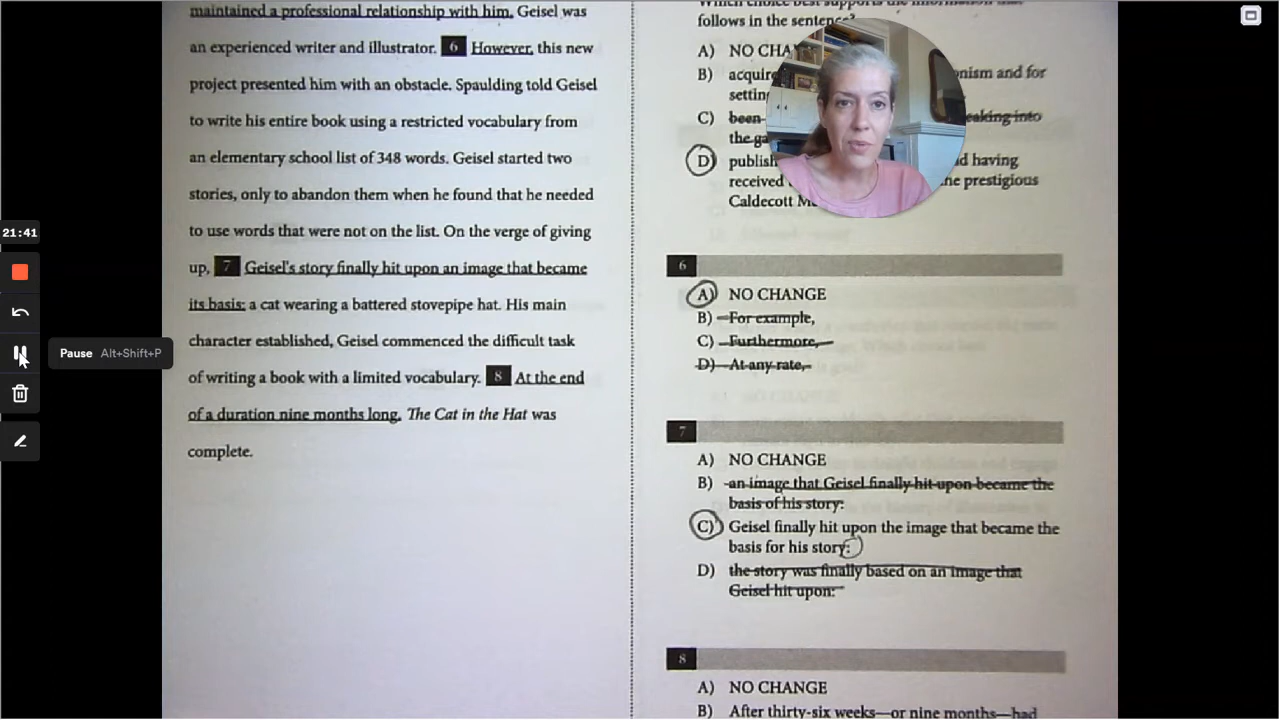 maintained a professional relationship with him. Geisel was
an experienced writer and illustrator. 6 However, this new
project presented him with an obstacle. Spaulding told Geisel
to write his entire book using a restricted vocabulary from
an elementary school list of 348 words. Geisel started two
stories, only to abandon them when he found that he needed
to use words that were not on the list. On the verge of giving
up, 7 Geisel's story finally hit upon an image that became
its basis: a cat wearing a battered stovepipe hat. His main
character established, Geisel commenced the difficult task
of writing a book with a limited vocabulary. 8 At the end
of a duration nine months long, The Cat in the Hat was
complete.
21:41
Pause Alt+Shift+P
Which choice best supports the information that
follows in the sentence?
A) NO
B) and for
C) been into
the
D) having
received prestigious
Caldecott
6
A) NO CHANGE
B) For example,
C) Furthermore,
D) At any rate,
7
A) NO CHANGE
B) an image that Geisel finally hit upon became the
basis of his story:
C) Geisel finally hit upon the image that became the
basis for his story:
D) the story was finally based on an image that
Geisel hit upon:
8
A) NO CHANGE
B) After thirty-six weeks—or nine months—had